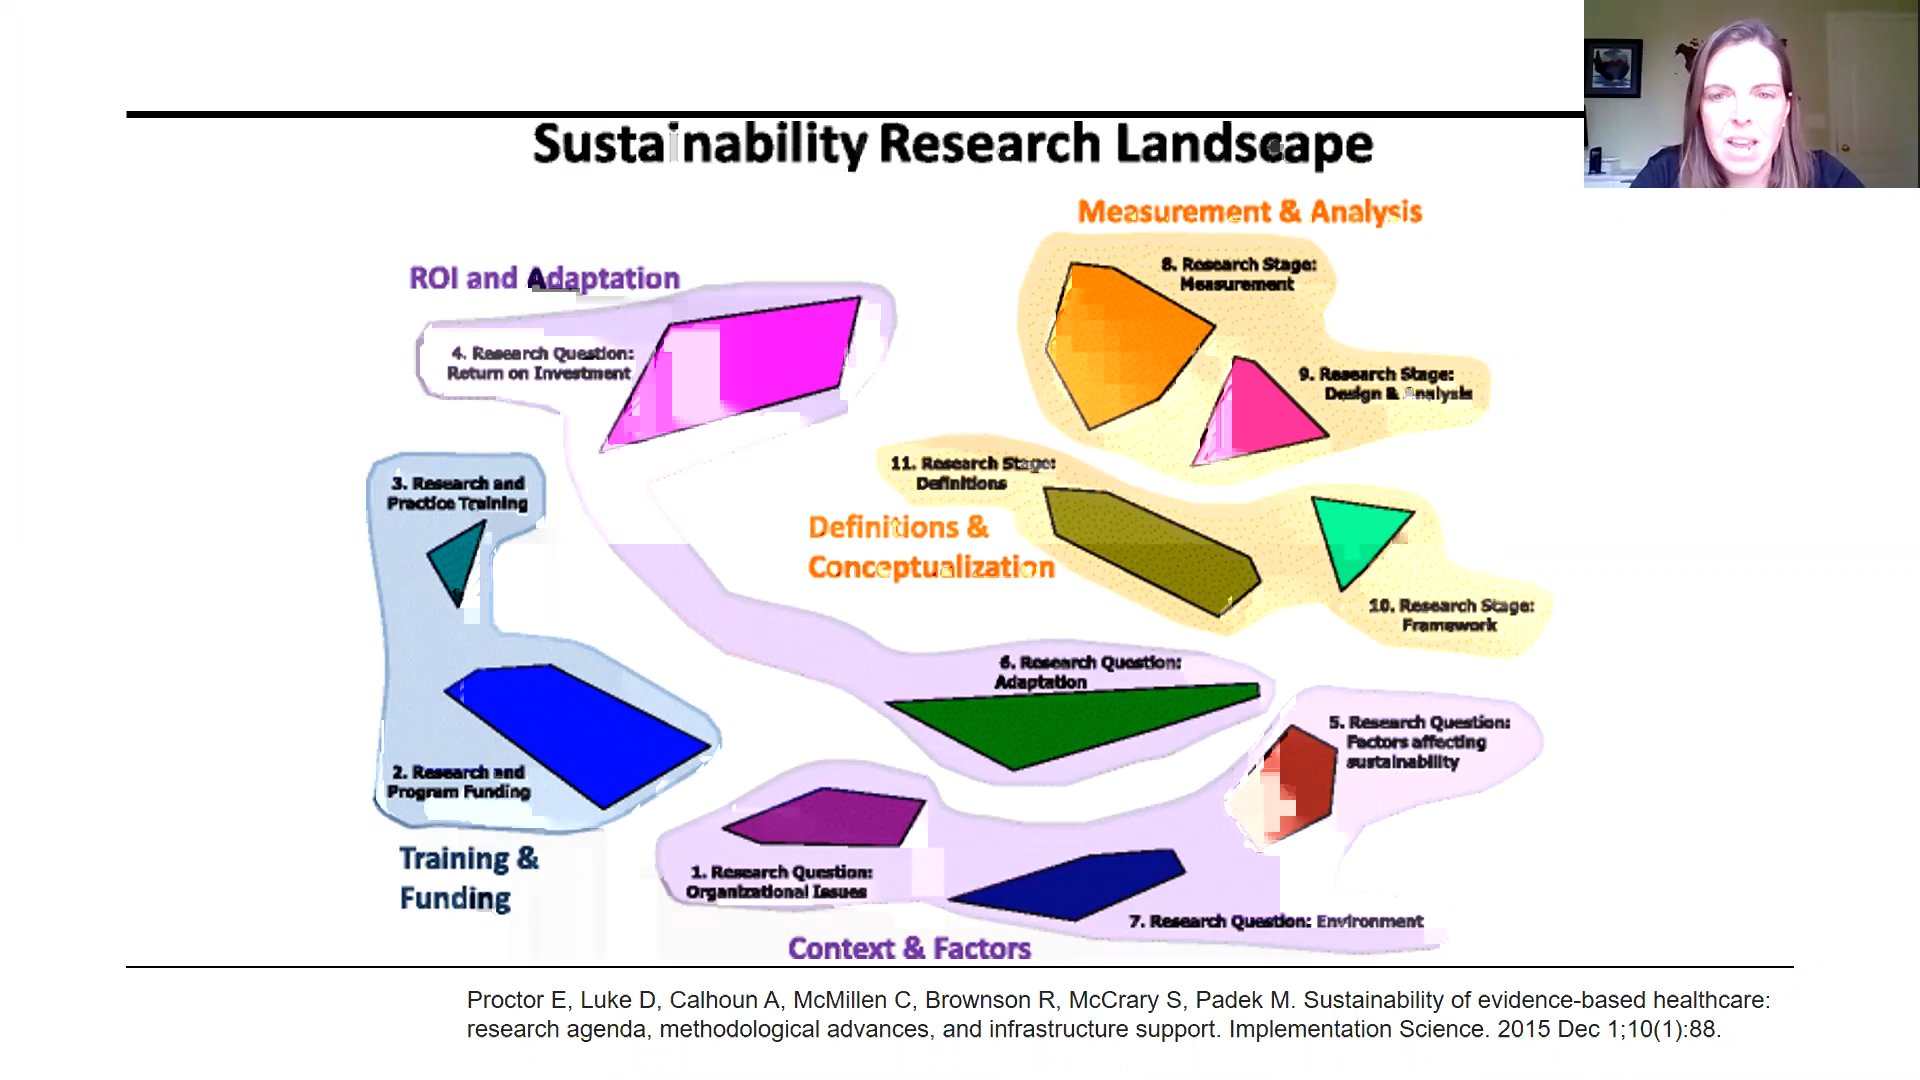 Sustainability Research Landscape
Measurement & Analysis
8. Research Stage:
Measurement
ROI and Adaptation
4. Research Question:
Return on Investment
9. Research Stage:
Design & Analysis
3. Research and
Practice Training
11. Research Stage:
Definitions
Definitions &
Conceptualization
10. Research Stage:
Framework
6. Research Question:
Adaptation
5. Research Question:
Factors affecting
sustainability
2. Research and
Program Funding
Training &
Funding
1. Research Question:
Organizational Issues
7. Research Question: Environment
Context & Factors
Proctor E, Luke D, Calhoun A, McMillen C, Brownson R, McCrary S, Padek M. Sustainability of evidence-based healthcare:
research agenda, methodological advances, and infrastructure support. Implementation Science. 2015 Dec 1;10(1):88.